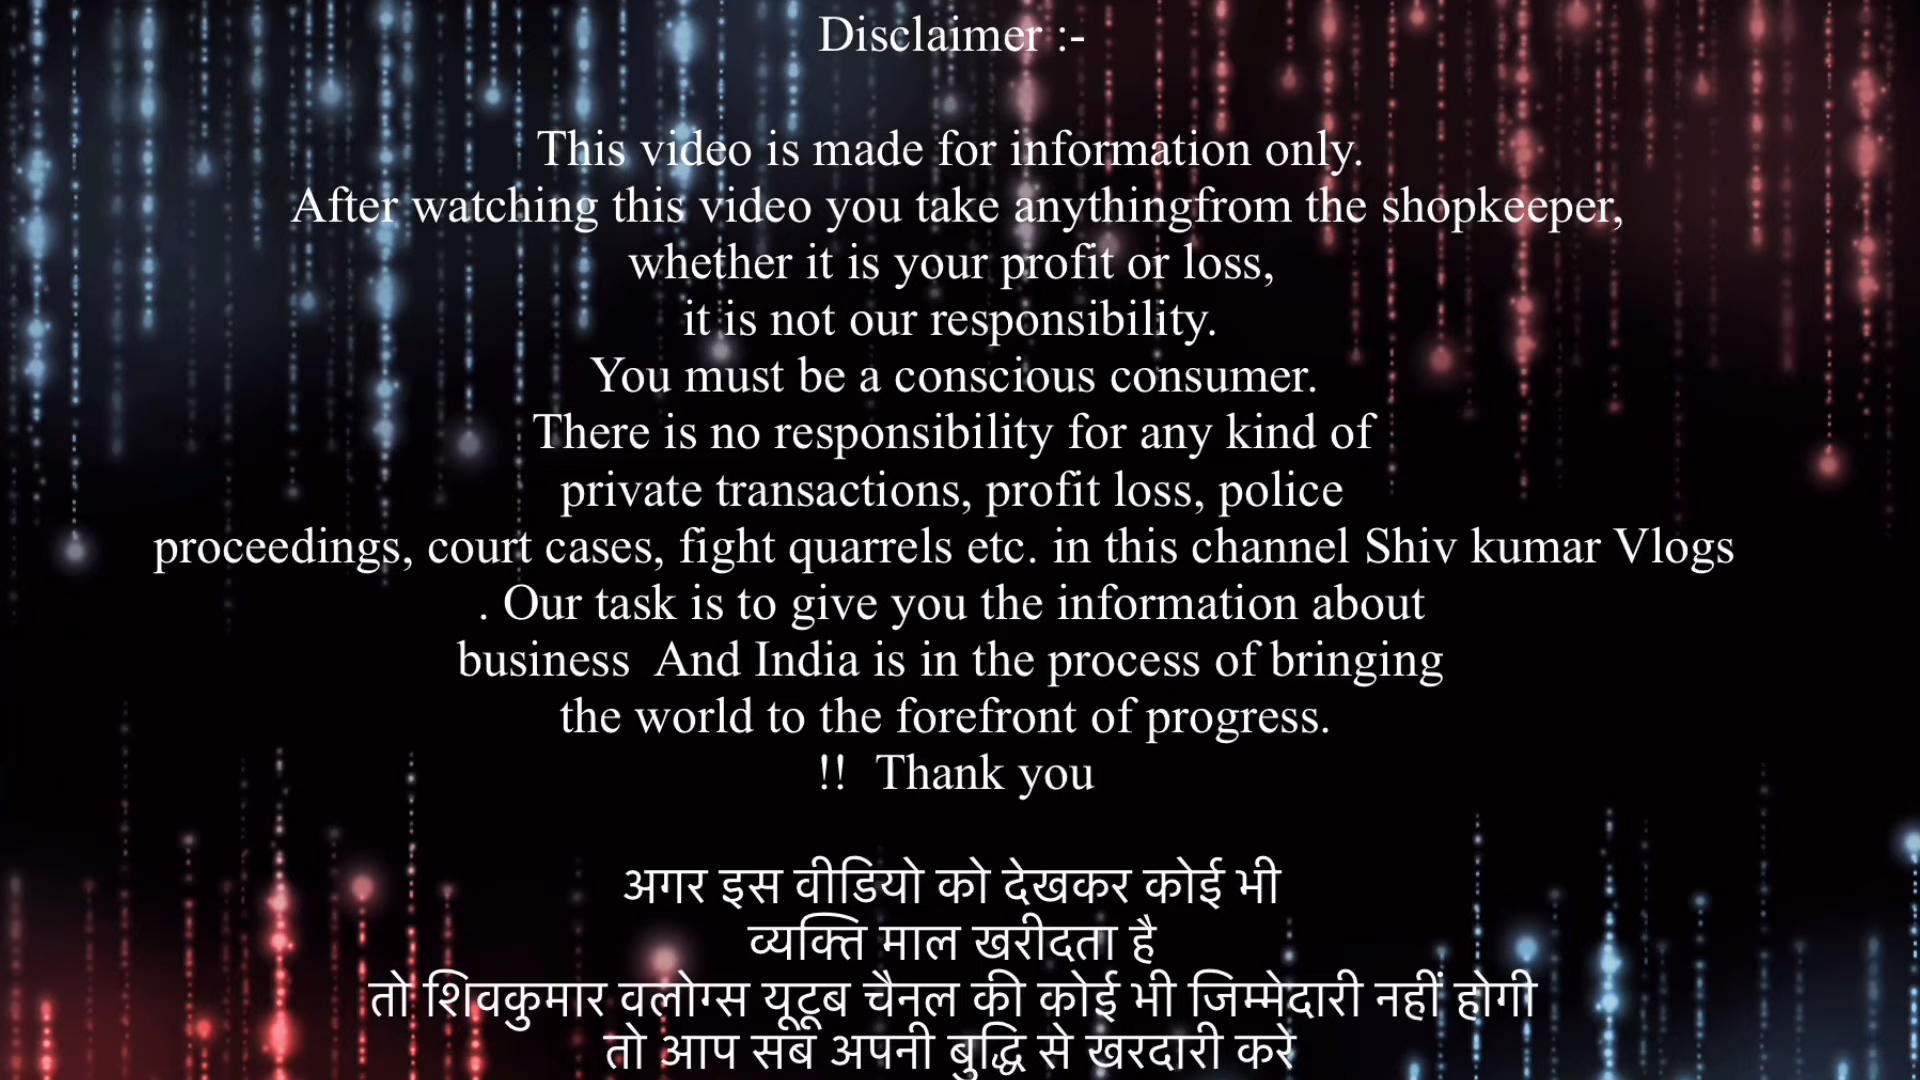 Disclaimer :-
This video is made for information only.
After watching this video you take anythingfrom the shopkeeper,
whether it is your profit or loss,
it is not our responsibility.
You must be a conscious consumer.
There is no responsibility for any kind of
private transactions, profit loss, police
proceedings, court cases, fight quarrels etc. in this channel Shiv kumar Vlogs
. Our task is to give you the information about
business  And India is in the process of bringing
the world to the forefront of progress.
!!  Thank you
अगर इस वीडियो को देखकर कोई भी
व्यक्ति माल खरीदता है
तो शिवकुमार वलोग्स यूटूब चैनल की कोई भी जिम्मेदारी नहीं होगी
तो आप सब अपनी बुद्धि से खरदारी करे